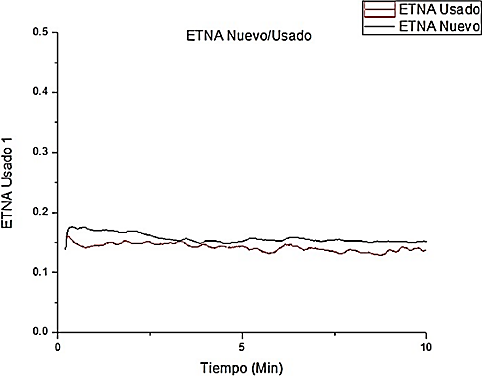 ETNA Usado
ETNA Nuevo
ETNA Nuevo/Usado
0.5
0.4
0.3
0.2
0.1
0.0
ETNA Usado 1
0
5
10
Tiempo (Min)